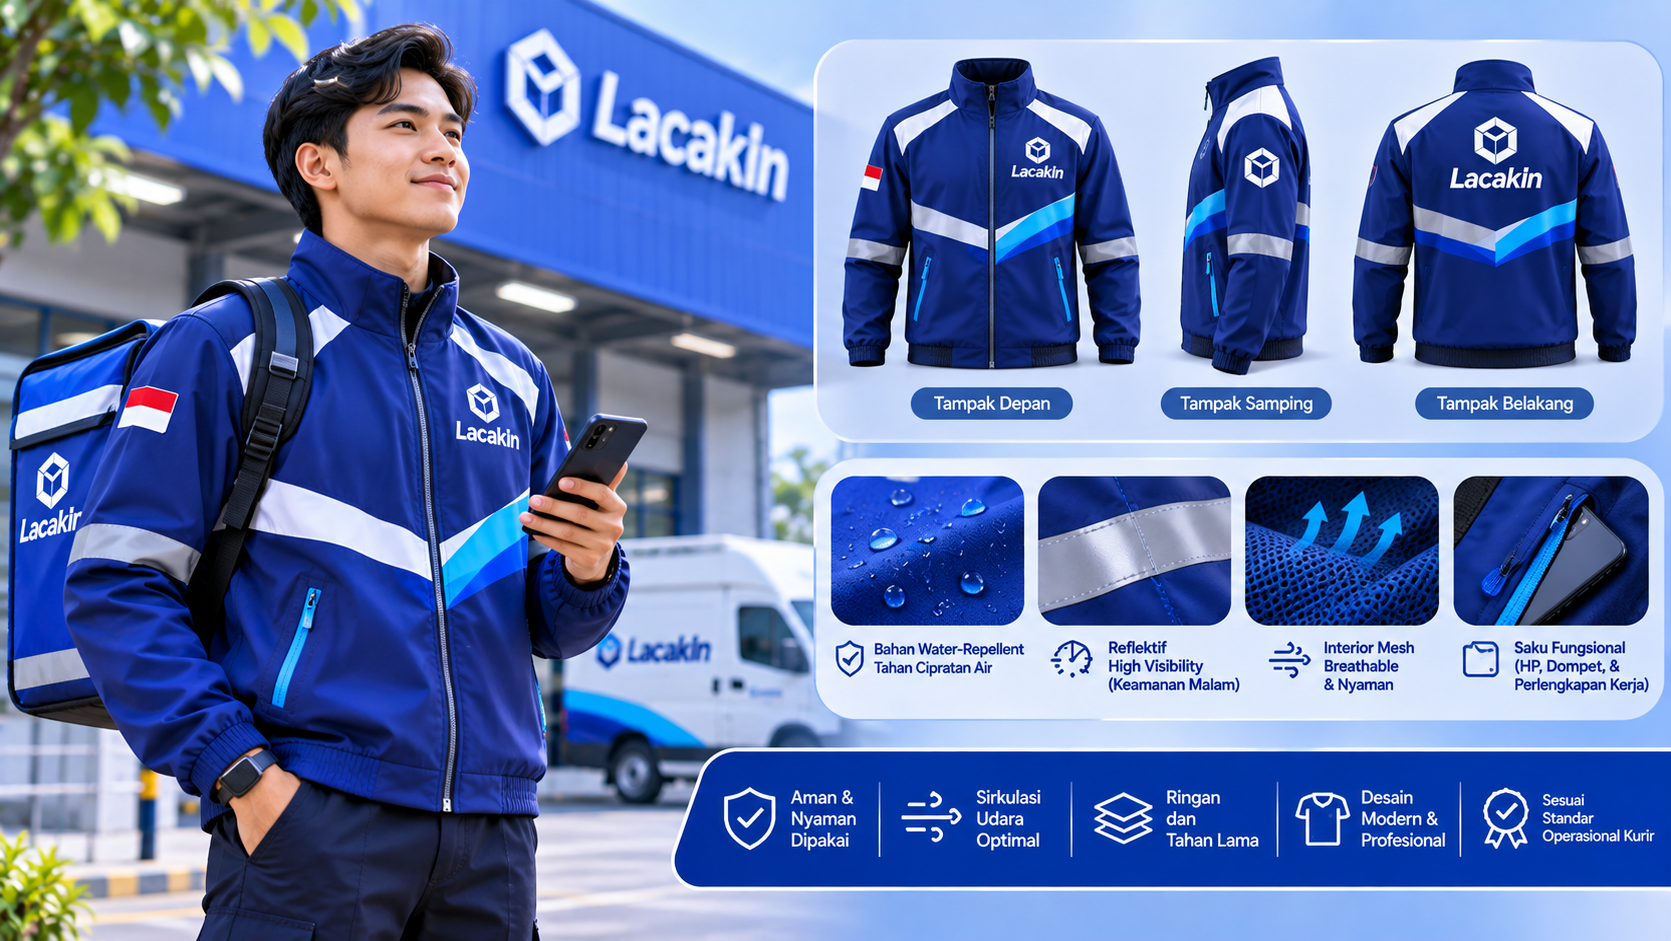 Lacakin
Lacakin
Lacakin
LacakIn
Lacakin
Lacakin
Tampak Depan
Tampak Samping
Tampak Belakang
Bahan Water-Repellent
Tahan Cipratan Air
Reflektif
High Visibility
(Keamanan Malam)
Interior Mesh
Breathable
& Nyaman
Saku Fungsional
(HP, Dompet, &
Perlengkapan Kerja)
Aman &
Nyaman
Dipakai
Sirkulasi
Udara
Optimal
Ringan
dan
Tahan Lama
Desain
Modern &
Profesional
Sesuai
Standar
Operasional Kurir